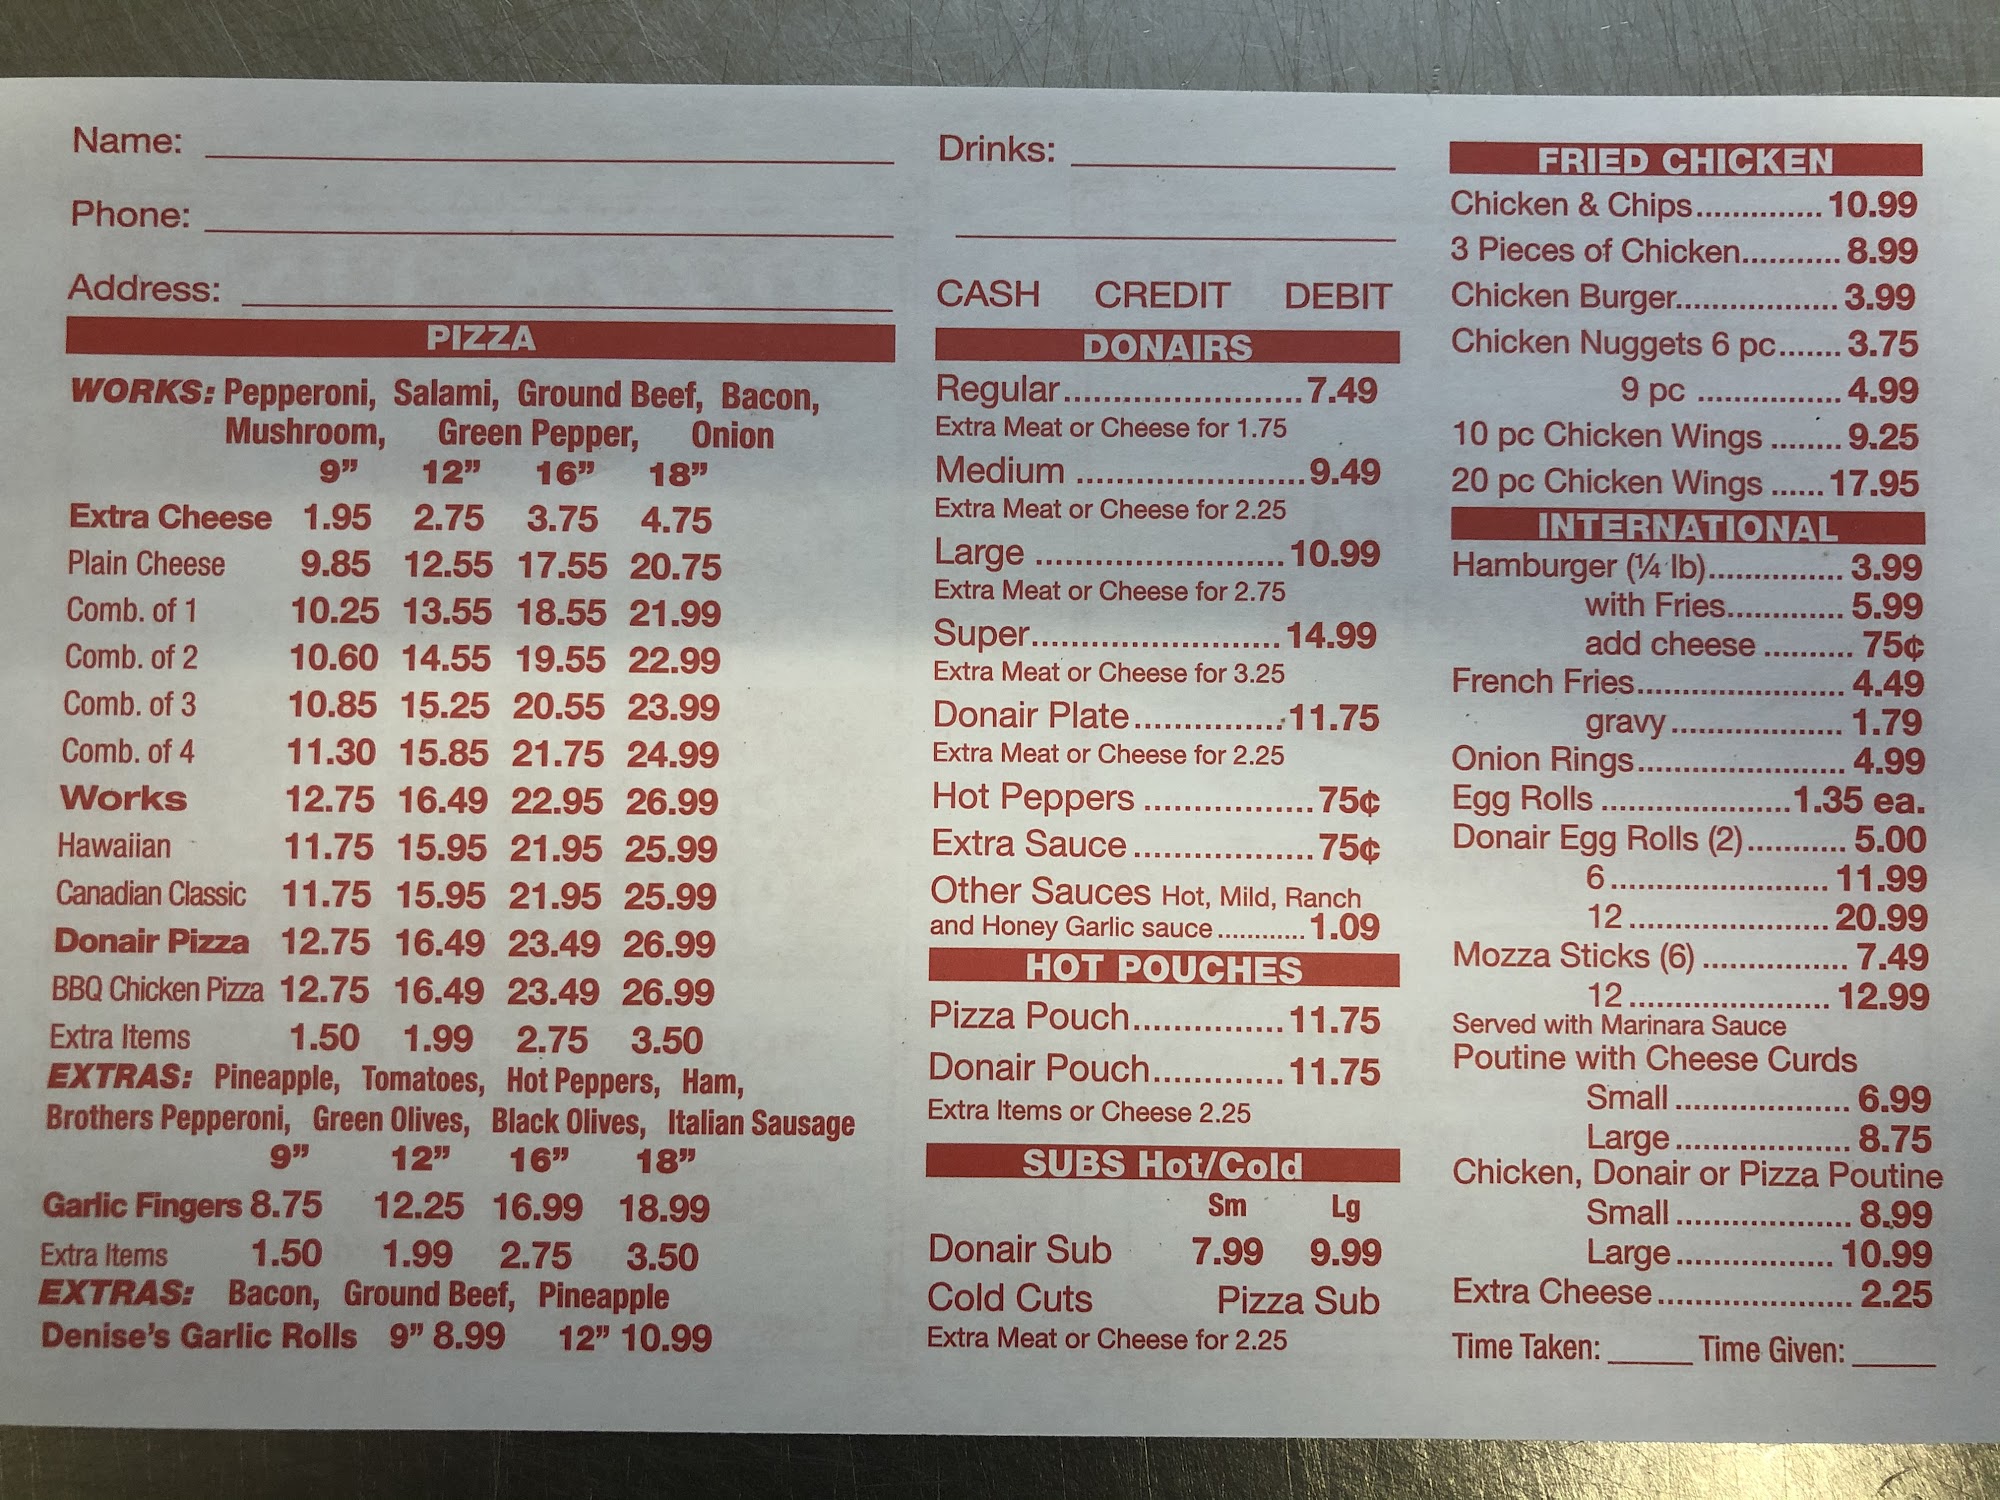 Name:
Phone:
Address:
PIZZA
WORKS: Pepperoni, Salami, Ground Beef, Bacon,
Mushroom, Green Pepper, Onion
9” 12” 16” 18”
Extra Cheese 1.95 2.75 3.75 4.75
Plain Cheese 9.85 12.55 17.55 20.75
Comb. of 1 10.25 13.55 18.55 21.99
Comb. of 2 10.60 14.55 19.55 22.99
Comb. of 3 10.85 15.25 20.55 23.99
Comb. of 4 11.30 15.85 21.75 24.99
Works 12.75 16.49 22.95 26.99
Hawaiian 11.75 15.95 21.95 25.99
Canadian Classic 11.75 15.95 21.95 25.99
Donair Pizza 12.75 16.49 23.49 26.99
BBQ Chicken Pizza 12.75 16.49 23.49 26.99
Extra Items 1.50 1.99 2.75 3.50
EXTRAS: Pineapple, Tomatoes, Hot Peppers, Ham,
Brothers Pepperoni, Green Olives, Black Olives, Italian Sausage
9” 12” 16” 18”
Garlic Fingers 8.75 12.25 16.99 18.99
Extra Items 1.50 1.99 2.75 3.50
EXTRAS: Bacon, Ground Beef, Pineapple
Denise’s Garlic Rolls 9” 8.99 12” 10.99
Drinks:
CASH CREDIT DEBIT
DONAIRS
Regular........................7.49
Extra Meat or Cheese for 1.75
Medium .......................9.49
Extra Meat or Cheese for 2.25
Large .........................10.99
Extra Meat or Cheese for 2.75
Super.........................14.99
Extra Meat or Cheese for 3.25
Donair Plate...............11.75
Extra Meat or Cheese for 2.25
Hot Peppers .................75¢
Extra Sauce ..................75¢
Other Sauces Hot, Mild, Ranch
and Honey Garlic sauce ............1.09
HOT POUCHES
Pizza Pouch...............11.75
Donair Pouch.............11.75
Extra Items or Cheese 2.25
SUBS Hot/Cold
Sm Lg
Donair Sub 7.99 9.99
Cold Cuts Pizza Sub
Extra Meat or Cheese for 2.25
FRIED CHICKEN
Chicken & Chips..............10.99
3 Pieces of Chicken...........8.99
Chicken Burger..................3.99
Chicken Nuggets 6 pc.......3.75
9 pc ................4.99
10 pc Chicken Wings ........9.25
20 pc Chicken Wings ......17.95
INTERNATIONAL
Hamburger (¼ lb)...............3.99
with Fries.............5.99
add cheese ..........75¢
French Fries.......................4.49
gravy...................1.79
Onion Rings.......................4.99
Egg Rolls .....................1.35 ea.
Donair Egg Rolls (2)...........5.00
6........................11.99
12......................20.99
Mozza Sticks (6) ................7.49
12......................12.99
Served with Marinara Sauce
Poutine with Cheese Curds
Small ...................6.99
Large...................8.75
Chicken, Donair or Pizza Poutine
Small ...................8.99
Large.................10.99
Extra Cheese.....................2.25
Time Taken: Time Given: